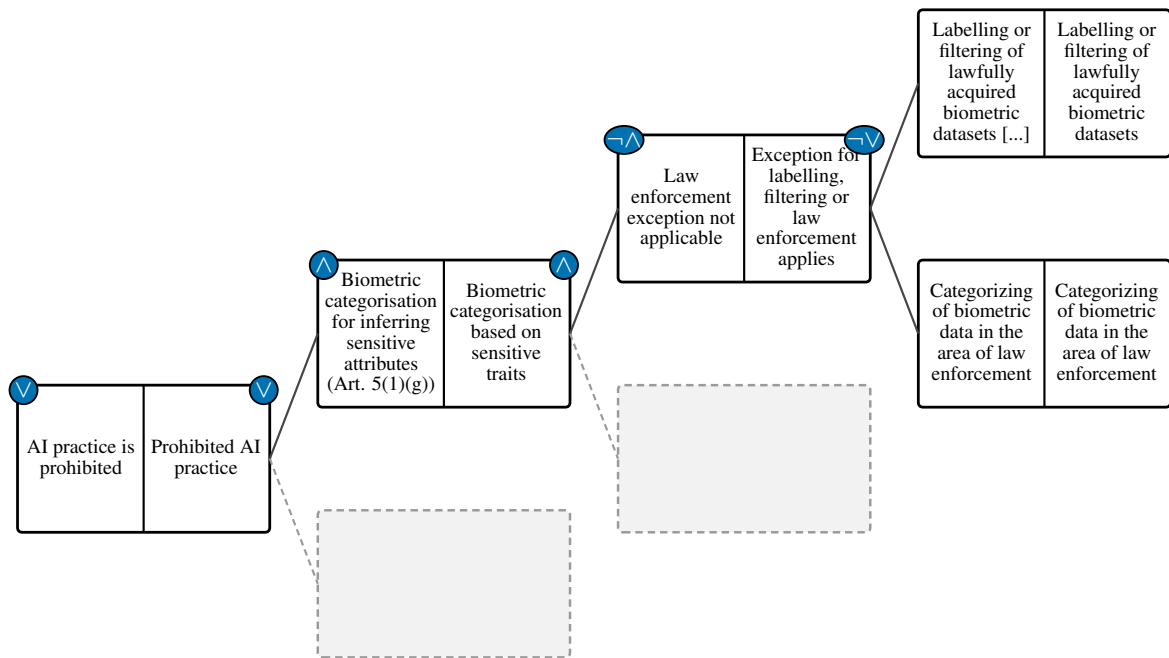 Labelling or
filtering of
lawfully
acquired
biometric
datasets [...]
Labelling or
filtering of
lawfully
acquired
biometric
datasets
¬∧
¬∨
Law
enforcement
exception not
applicable
Exception for
labelling,
filtering or
law
enforcement
applies
∧
∧
Biometric
categorisation
for inferring
sensitive
attributes
(Art. 5(1)(g))
Biometric
categorisation
based on
sensitive
traits
Categorizing
of biometric
data in the
area of law
enforcement
Categorizing
of biometric
data in the
area of law
enforcement
∨
∨
AI practice is
prohibited
Prohibited AI
practice